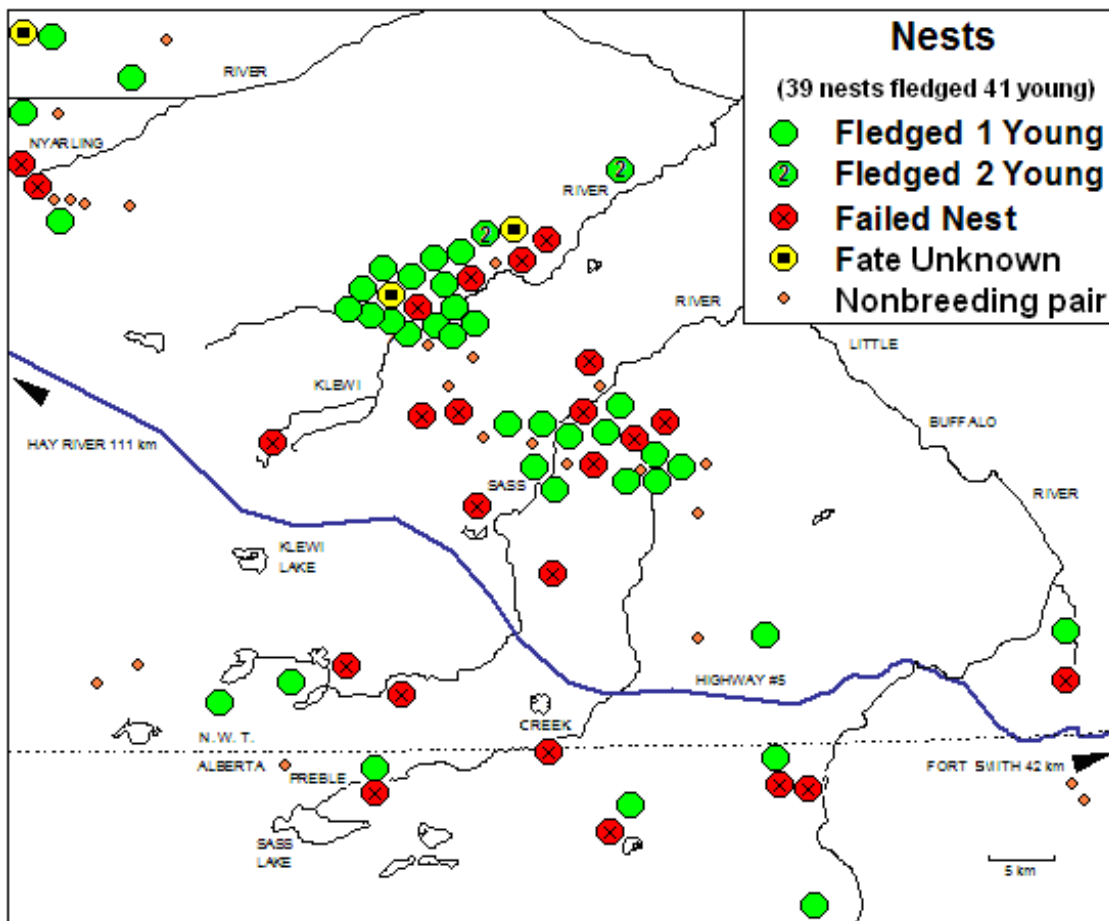 Nests
(39 nests fledged 41 young)
Fledged 1 Young
2 Fledged 2 Young
Failed Nest
Fate Unknown
Nonbreeding pair
RIVER
NYARLING
2
RIVER
2
RIVER
LITTLE
KLEWI
BUFFALO
HAY RIVER 111 km
SASS
RIVER
KLEWI
LAKE
HIGHWAY #5
CREEK
N.W.T.
ALBERTA
PREBLE
FORT SMITH 42 km
SASS
LAKE
5 km